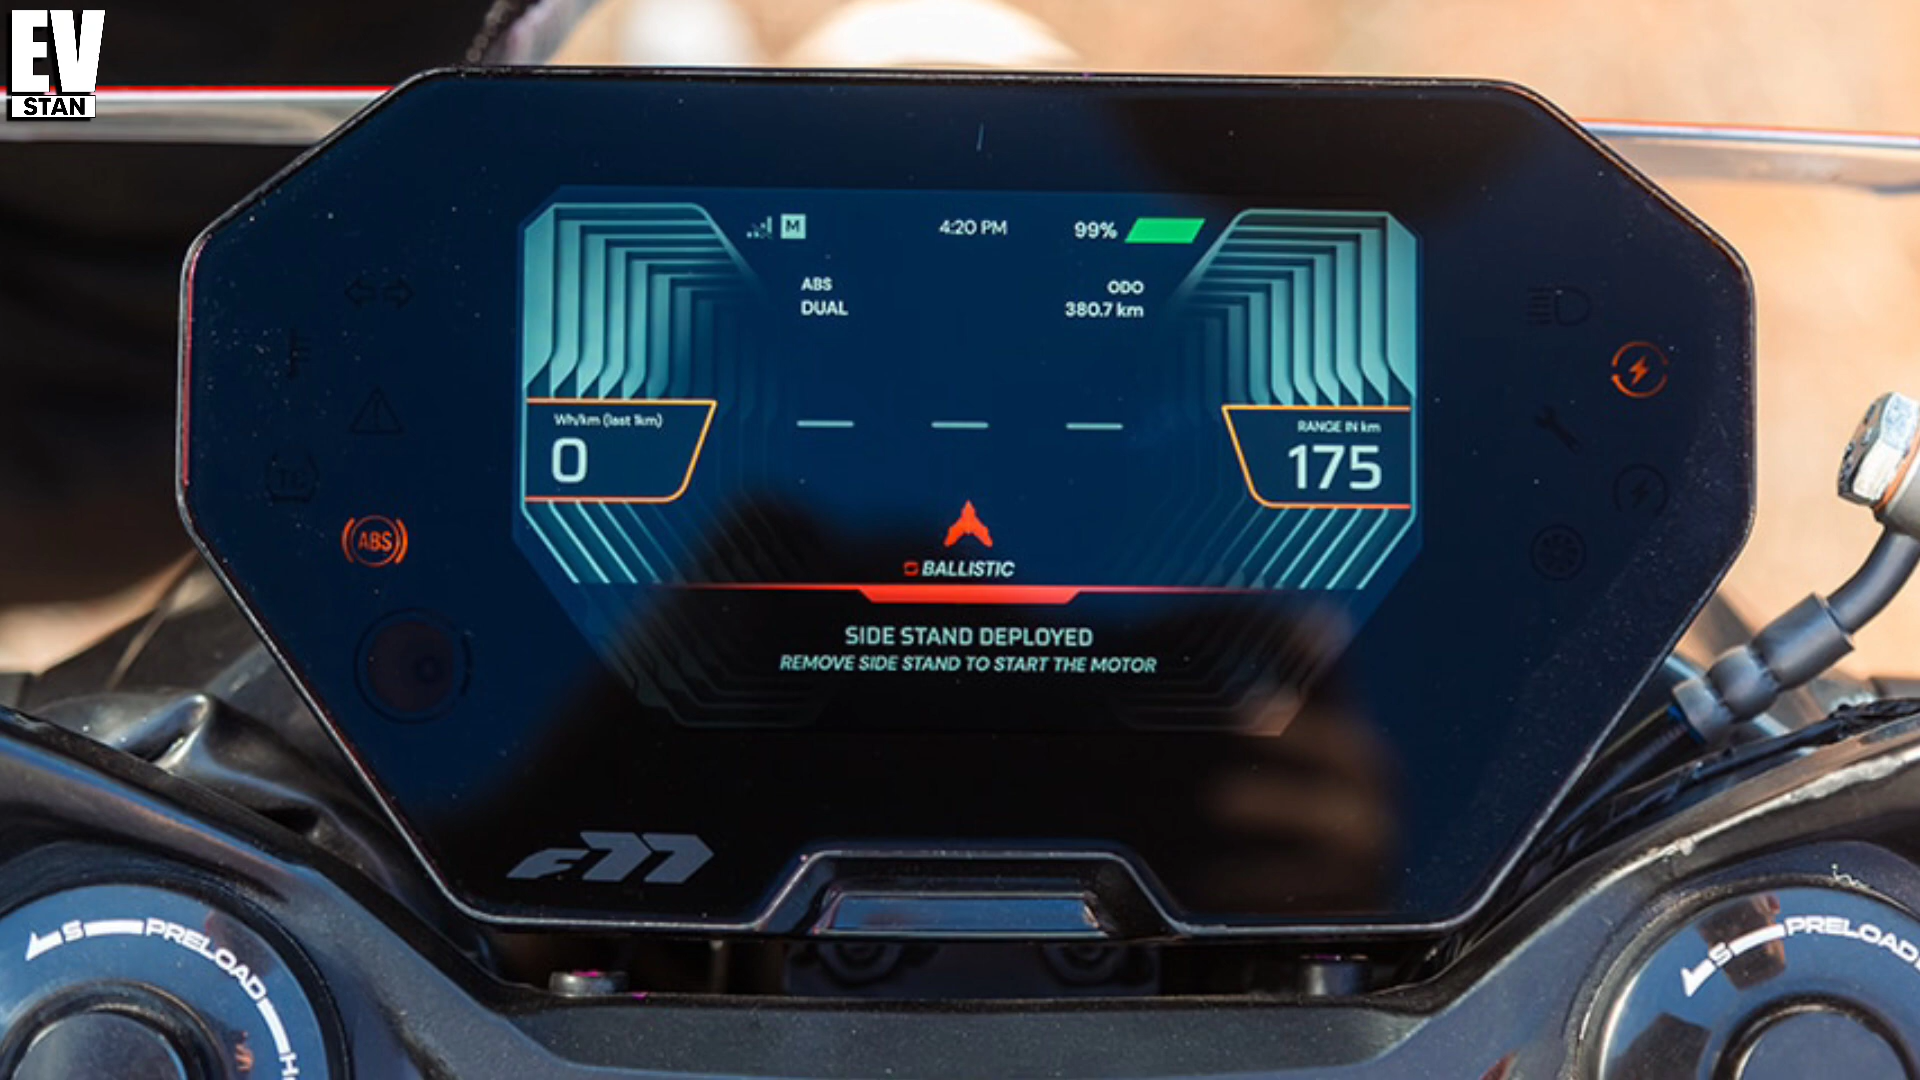 EV
STAN
M
4:20 PM
99%
ABS
DUAL
ODO
380.7 km
Wh/km (last 1km)
0
RANGE IN km
175
ABS
BALLISTIC
SIDE STAND DEPLOYED
REMOVE SIDE STAND TO START THE MOTOR
F77
S PRELOAD H
S PRELOAD